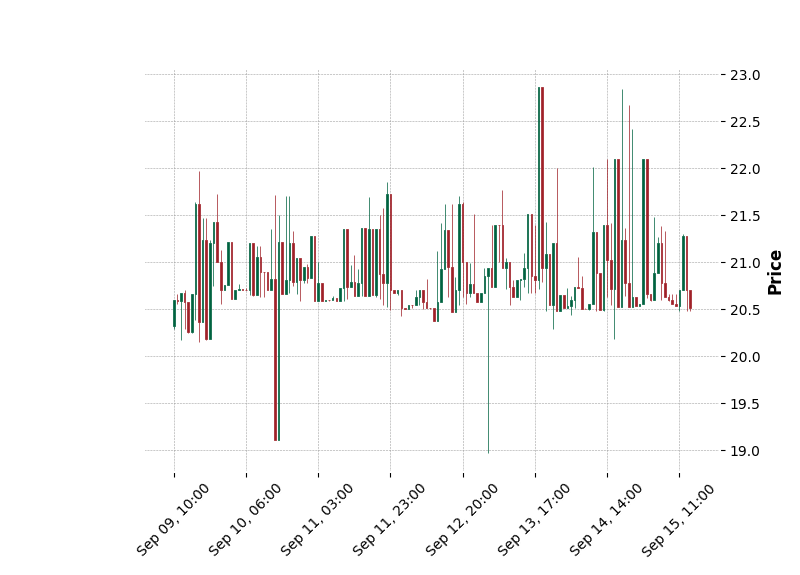 23.0
22.5
22.0
21.5
21.0
20.5
20.0
19.5
19.0
Price
Sep 09, 10:00
Sep 10, 06:00
Sep 11, 03:00
Sep 11, 23:00
Sep 12, 20:00
Sep 13, 17:00
Sep 14, 14:00
Sep 15, 11:00